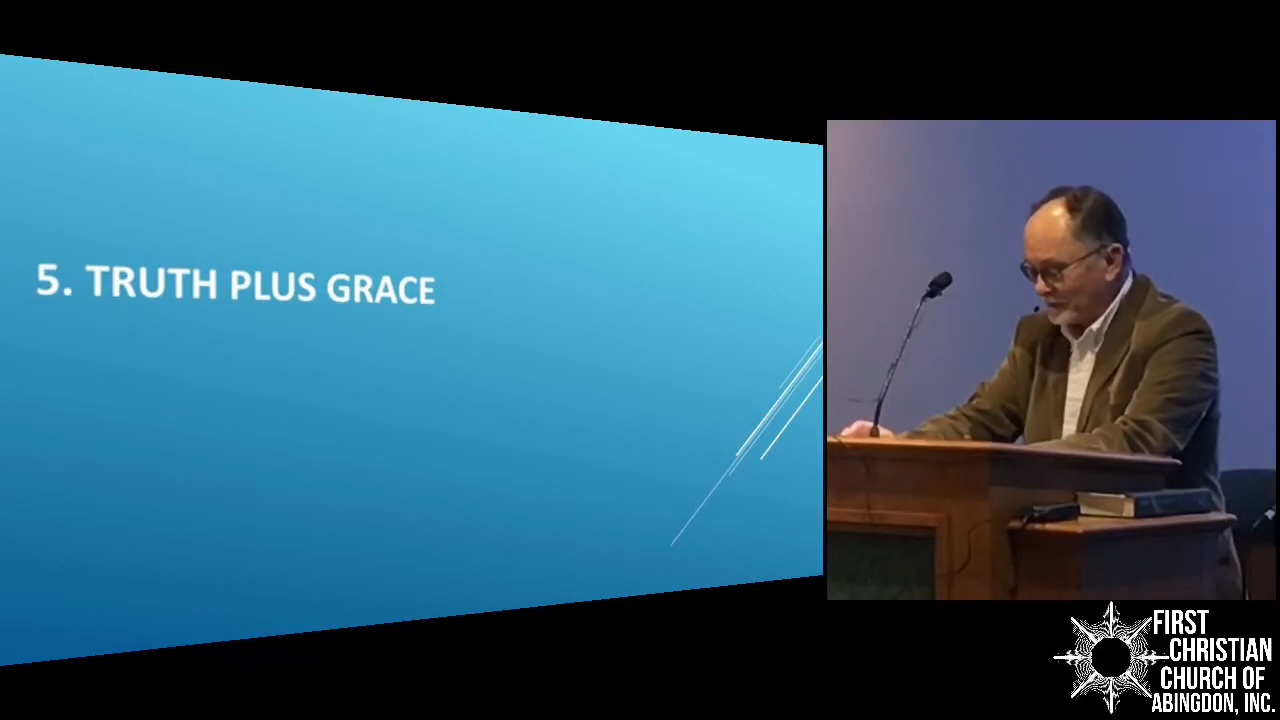 5. TRUTH PLUS GRACE
FIRST
CHRISTIAN
CHURCH OF
ABINGDON, INC.